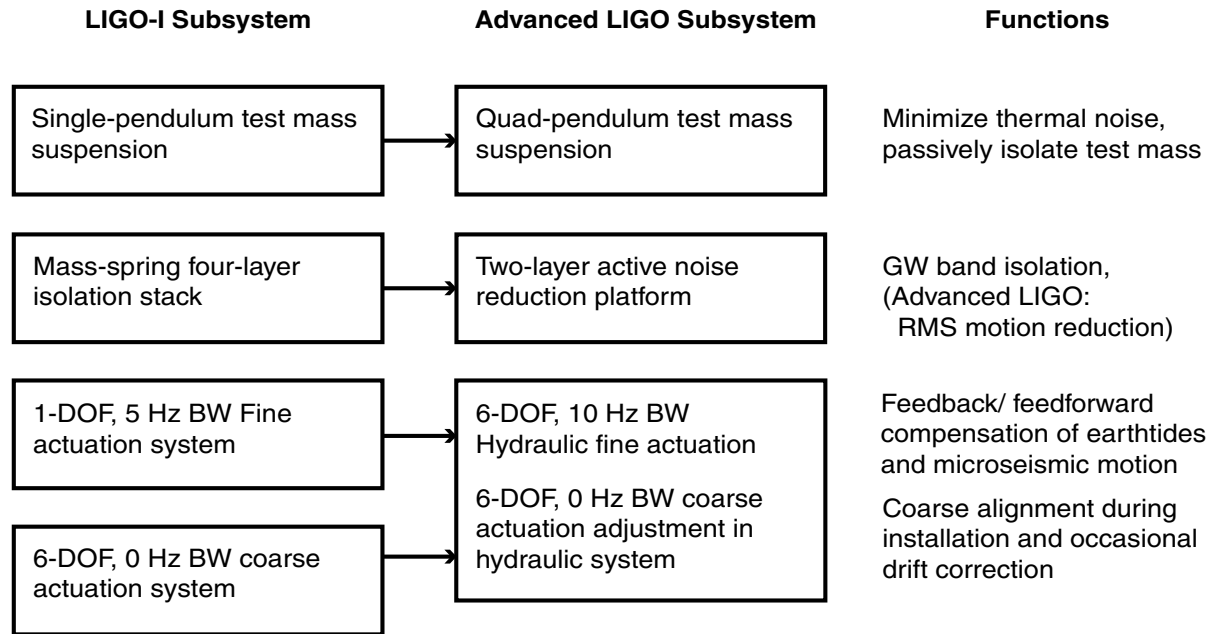 LIGO-I Subsystem
Advanced LIGO Subsystem
Functions
Single-pendulum test mass
suspension
Quad-pendulum test mass
suspension
Minimize thermal noise,
passively isolate test mass
Mass-spring four-layer
isolation stack
Two-layer active noise
reduction platform
GW band isolation,
(Advanced LIGO:
RMS motion reduction)
1-DOF, 5 Hz BW Fine
actuation system
6-DOF, 10 Hz BW
Hydraulic fine actuation
Feedback/ feedforward
compensation of earthtides
and microseismic motion
6-DOF, 0 Hz BW coarse
actuation system
6-DOF, 0 Hz BW coarse
actuation adjustment in
hydraulic system
Coarse alignment during
installation and occasional
drift correction